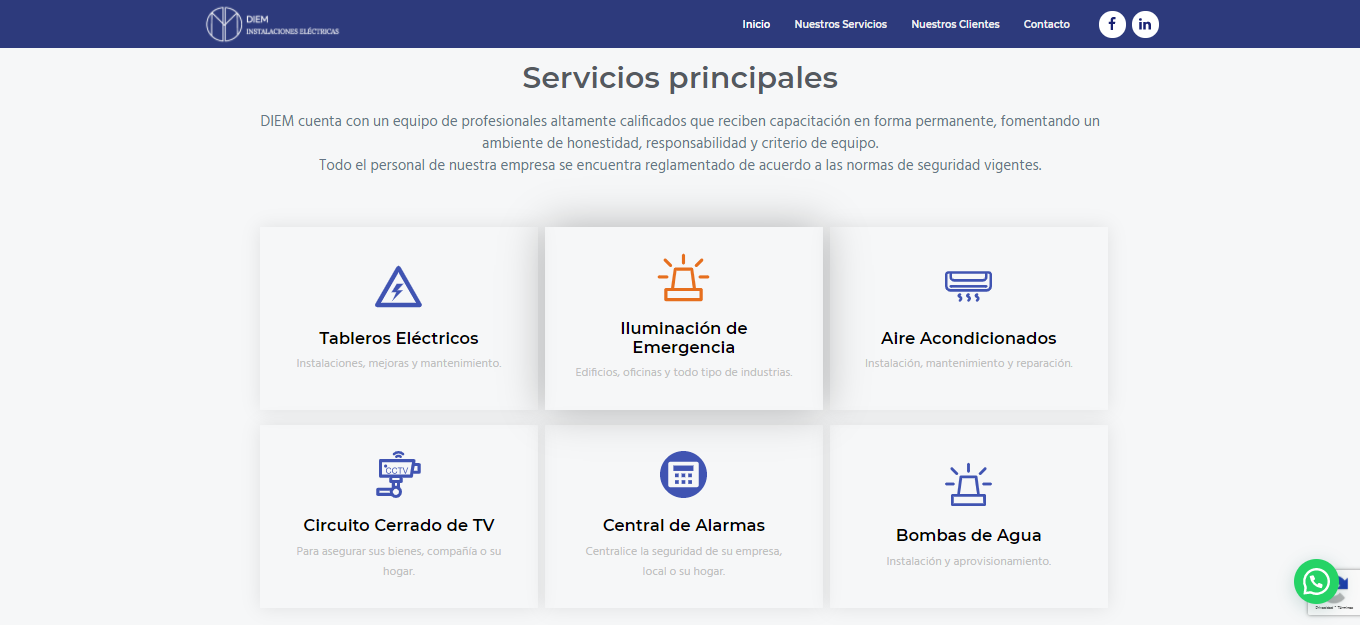 DIEM
INSTALACIONES ELÉCTRICAS
Inicio
Nuestros Servicios
Nuestros Clientes
Contacto
Servicios principales
DIEM cuenta con un equipo de profesionales altamente calificados que reciben capacitación en forma permanente, fomentando un
ambiente de honestidad, responsabilidad y criterio de equipo.
Todo el personal de nuestra empresa se encuentra reglamentado de acuerdo a las normas de seguridad vigentes.
Tableros Eléctricos
Instalaciones, mejoras y mantenimiento.
Iluminación de
Emergencia
Edificios, oficinas y todo tipo de industrias.
Aire Acondicionados
Instalación, mantenimiento y reparación.
CCTV
Circuito Cerrado de TV
Para asegurar sus bienes, compañía o su
hogar.
Central de Alarmas
Centralice la seguridad de su empresa,
local o su hogar.
Bombas de Agua
Instalación y aprovisionamiento.
Privacidad - Términos